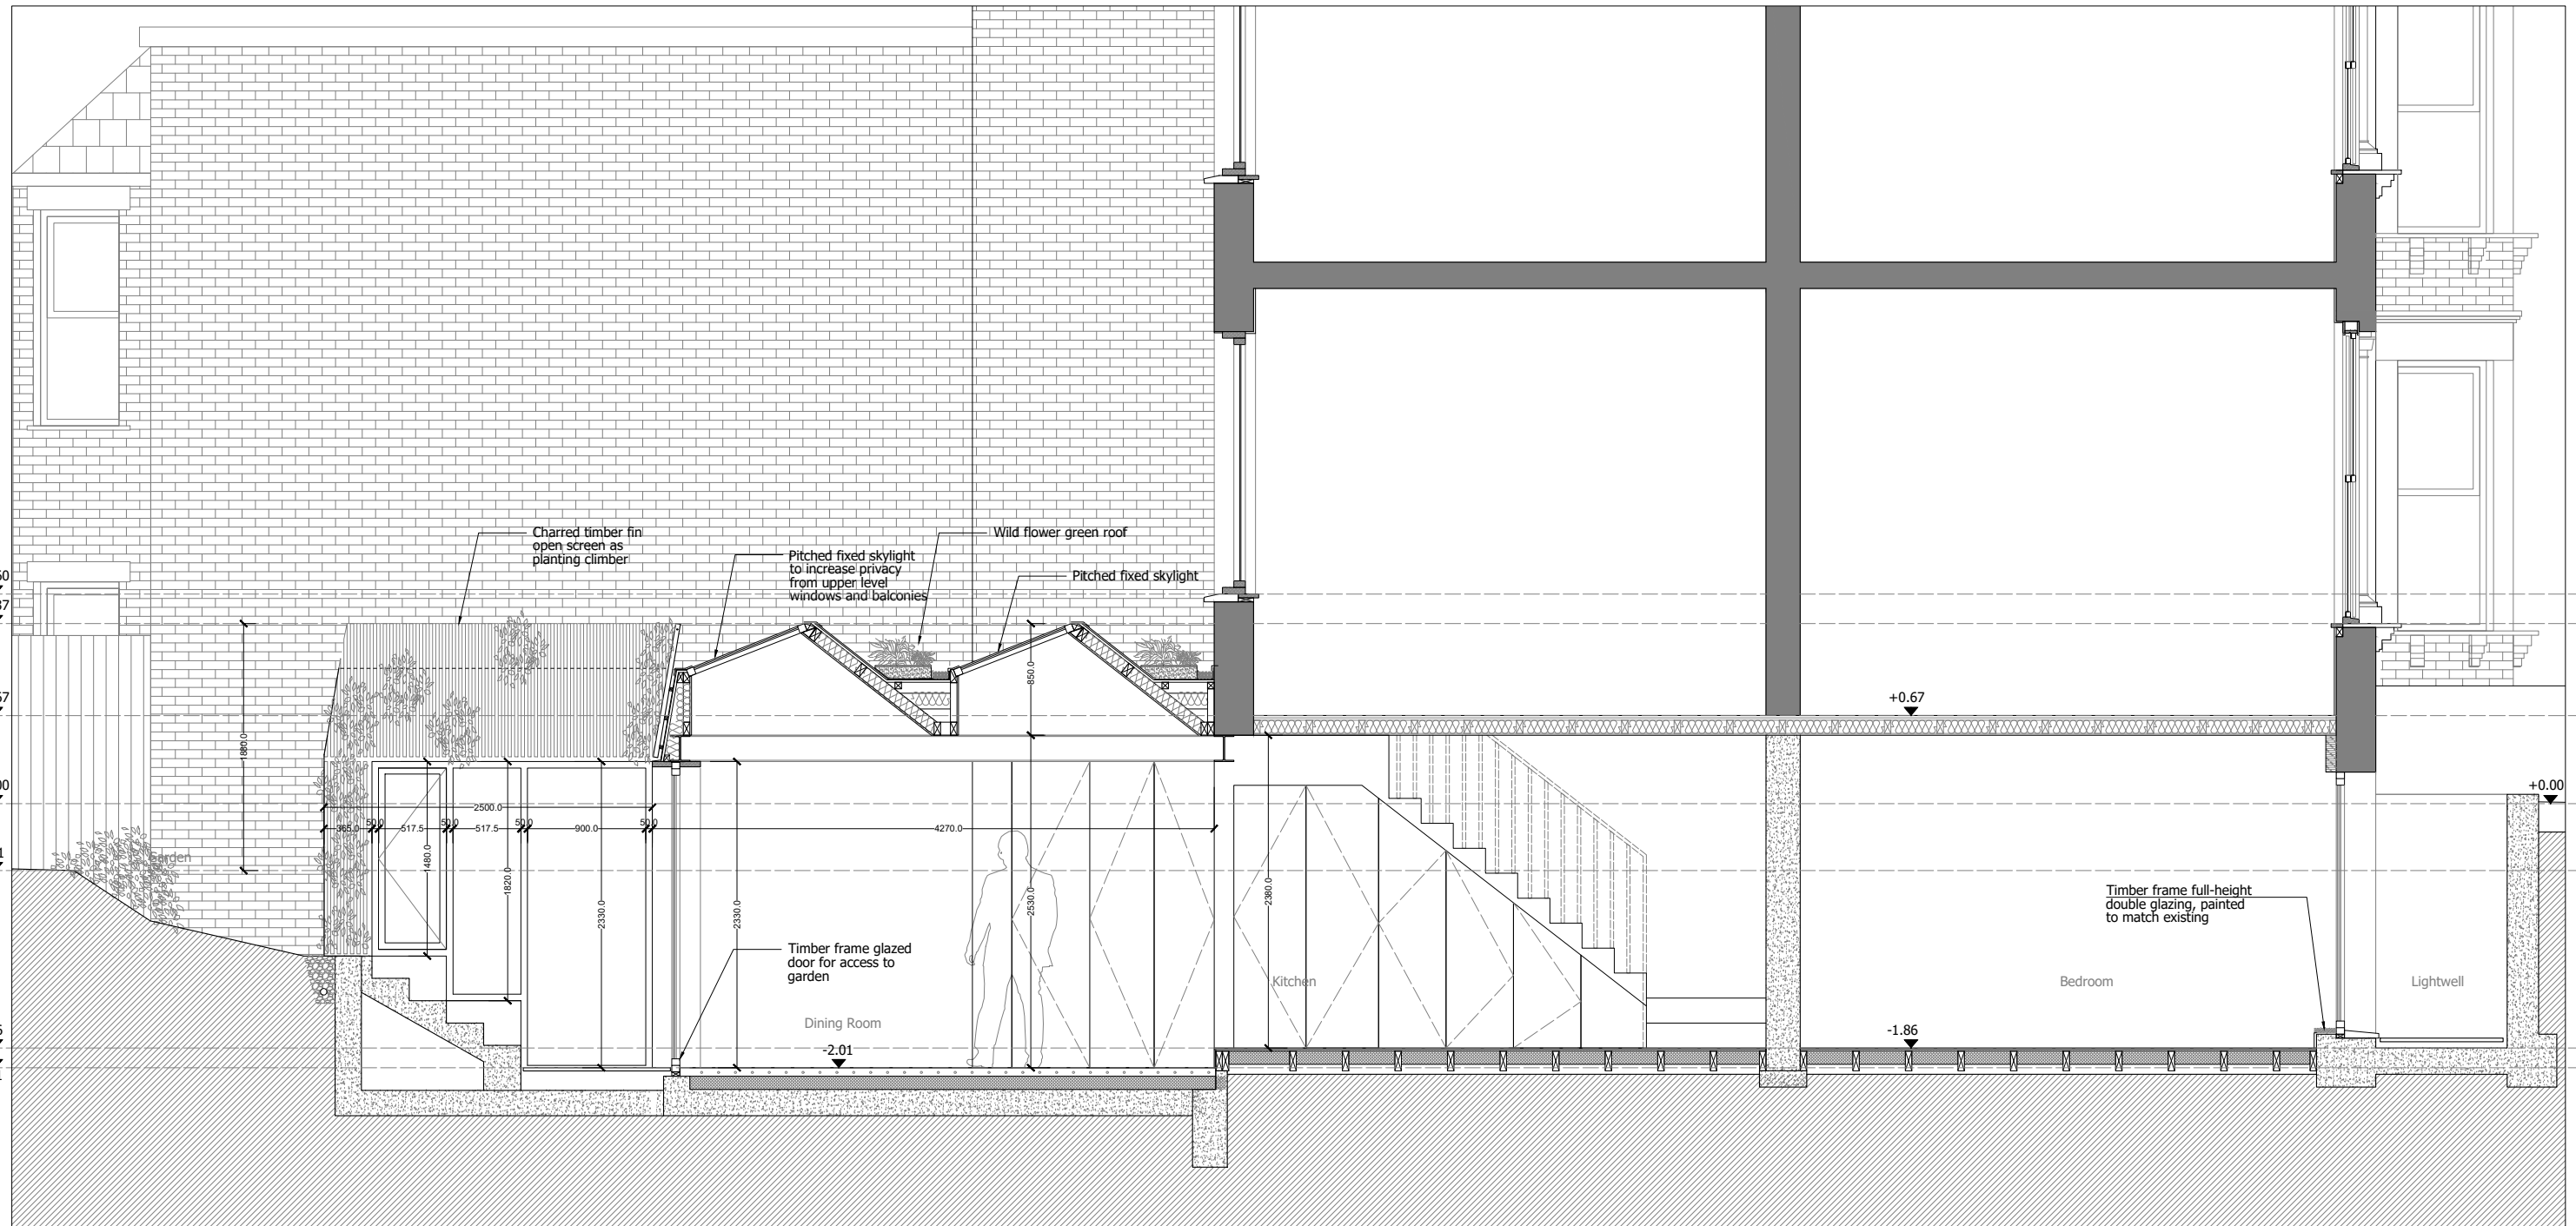 Charred timber fin
open screen as
planting climber
Pitched fixed skylight
to increase privacy
from upper level
windows and balconies
Wild flower green roof
Pitched fixed skylight
850.0
+0.67
1880.0
+0.00
2500.0
50.0
517.5
50.0
517.5
50.0
900.0
50.0
4270.0
Garden
1480.0
1820.0
2330.0
2330.0
2530.0
2380.0
Timber frame full-height
double glazing, painted
to match existing
Timber frame glazed
door for access to
garden
Kitchen
Bedroom
Lightwell
Dining Room
-2.01
-1.86